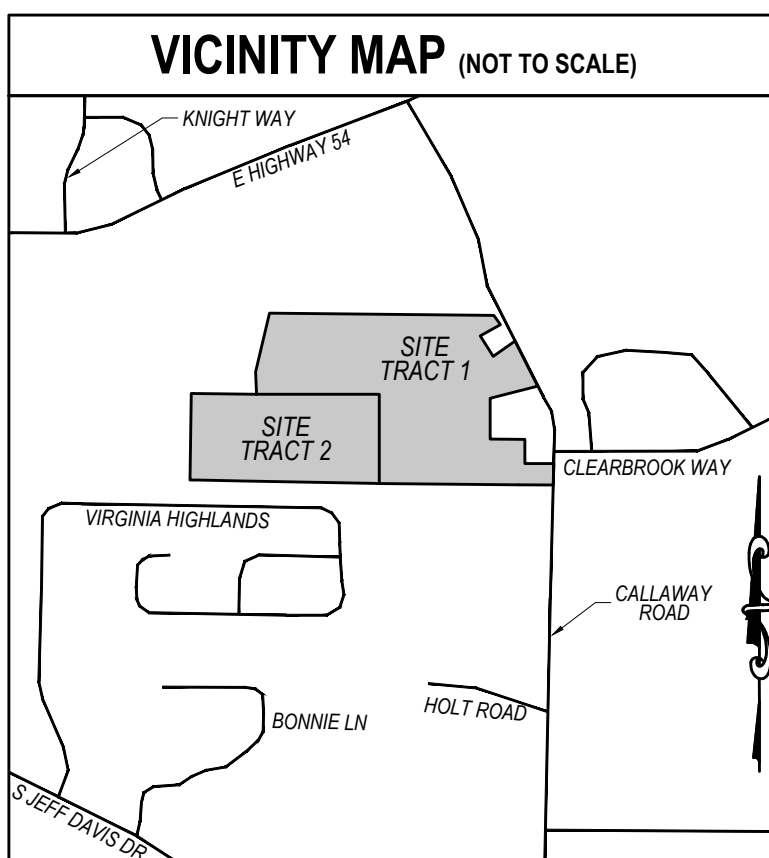 VICINITY MAP (NOT TO SCALE)
KNIGHT WAY
E HIGHWAY 54
SITE
TRACT 1
SITE
TRACT 2
CLEARBROOK WAY
VIRGINIA HIGHLANDS
CALLAWAY
ROAD
HOLT ROAD
BONNIE LN
S JEFF DAVIS DR